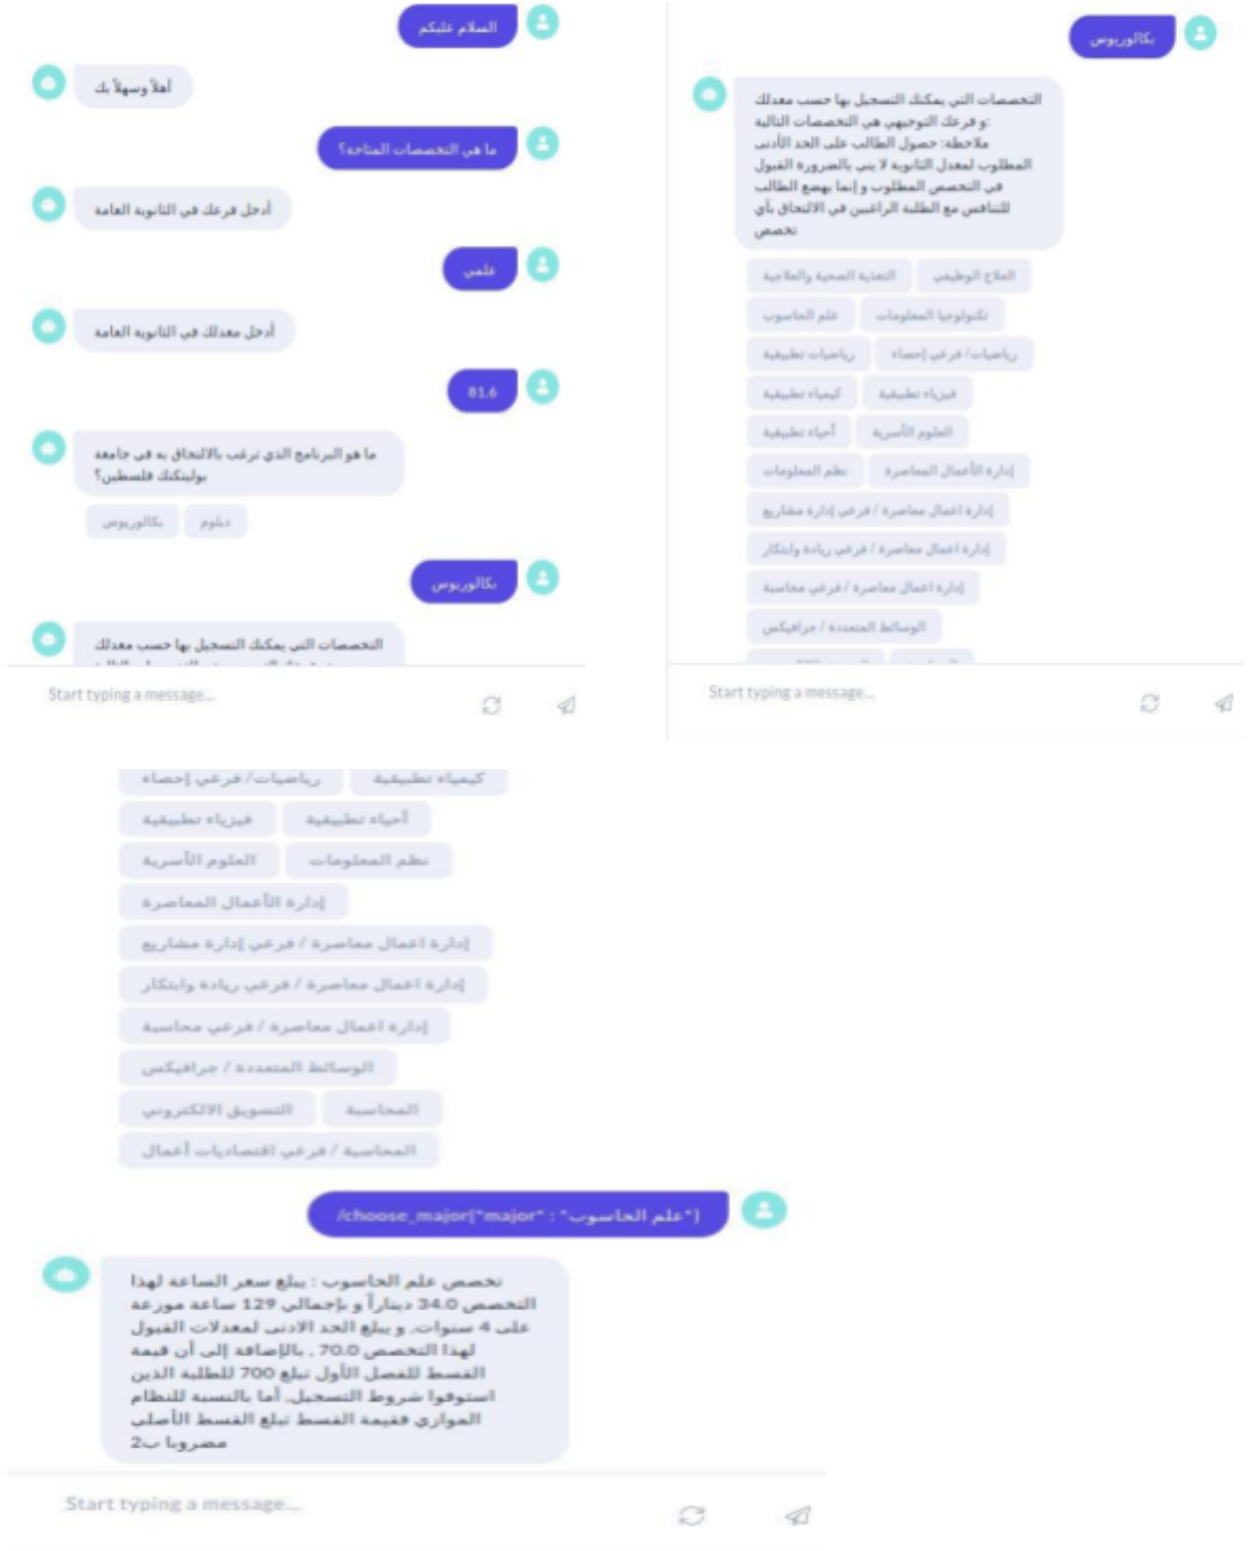 السلام عليكم
أهلاً وسهلاً بك
ما هي التخصصات المتاحة؟
أدخل فرعك في الثانوية العامة
علمي
أدخل معدلك في الثانوية العامة
81.6
ما هو البرنامج الذي ترغب بالالتحاق به في جامعة
بوليتكنك فلسطين؟
دبلوم
بكالوريوس
بكالوريوس
التخصصات التي يمكنك التسجيل بها حسب معدلك
Start typing a message...
بكالوريوس
التخصصات التي يمكنك التسجيل بها حسب معدلك
و فرعك التوجيهي هي التخصصات التالية:
ملاحظة: حصول الطالب على الحد الأدنى
المطلوب لمعدل الثانوية لا يني بالضرورة القبول
في التخصص المطلوب و إنما يهضع الطالب
للتنافس مع الطلبة الراغبين في الالتحاق بأي
تخصص
العلاج الوظيفي التغذية الصحية والعلاجية
تكنولوجيا المعلومات علم الحاسوب
رياضيات/ فرعي إحصاء رياضيات تطبيقية
فيزياء تطبيقية كيمياء تطبيقية
العلوم الأسرية أحياء تطبيقية
إدارة الأعمال المعاصرة نظم المعلومات
إدارة اعمال معاصرة / فرعي إدارة مشاريع
إدارة اعمال معاصرة / فرعي ريادة وابتكار
إدارة اعمال معاصرة / فرعي محاسبة
الوسائط المتعددة / جرافيكس
Start typing a message...
كيمياء تطبيقية رياضيات/ فرعي إحصاء
أحياء تطبيقية فيزياء تطبيقية
نظم المعلومات العلوم الأسرية
إدارة الأعمال المعاصرة
إدارة اعمال معاصرة / فرعي إدارة مشاريع
إدارة اعمال معاصرة / فرعي ريادة وابتكار
إدارة اعمال معاصرة / فرعي محاسبة
الوسائط المتعددة / جرافيكس
المحاسبة التسويق الالكتروني
المحاسبة / فرعي اقتصاديات أعمال
/choose_major{"major" : "علم الحاسوب"}
تخصص علم الحاسوب : يبلغ سعر الساعة لهذا
التخصص 34.0 ديناراً و بإجمالي 129 ساعة موزعة
على 4 سنوات, و يبلغ الحد الادنى لمعدلات القبول
لهذا التخصص 70.0 , بالإضافة إلى أن قيمة
القسط للفصل الأول تبلغ 700 للطلبة الذين
استوفوا شروط التسجيل. أما بالنسبة للنظام
الموازي فقيمة القسط تبلغ القسط الأصلي
مضروبا ب2
Start typing a message...